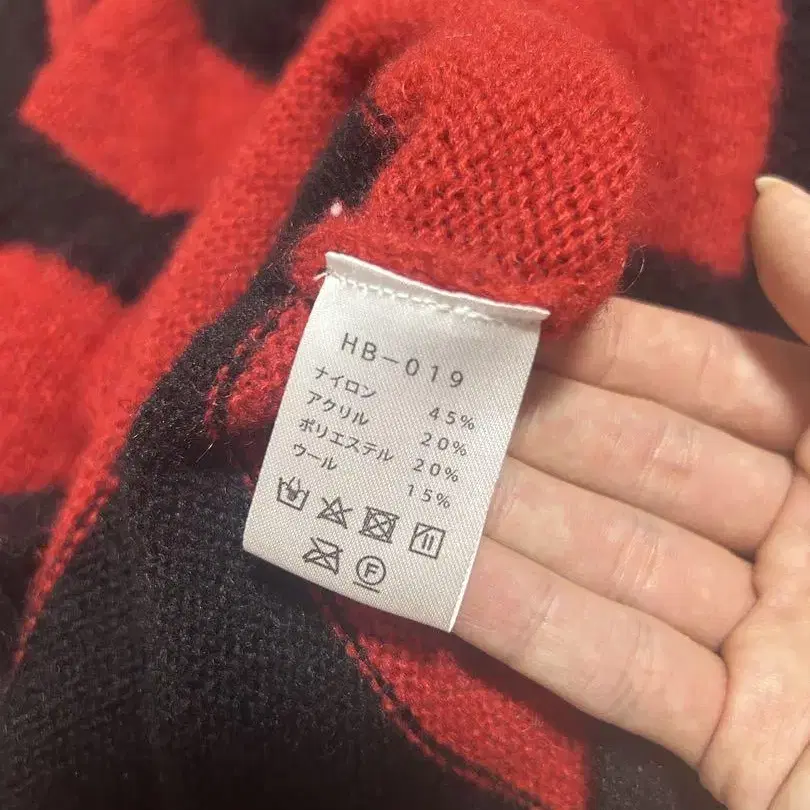 HB-019
ナイロン 45%
アクリル 20%
ポリエステル 20%
ウール 15%
F